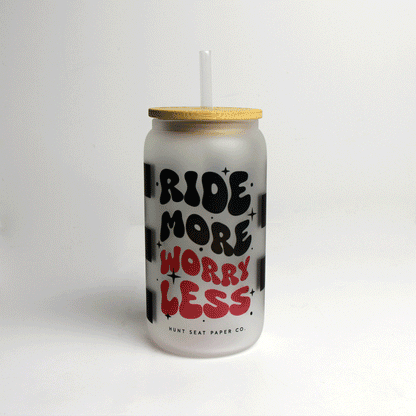 RIDE
MORE
WORRY
LESS
HUNT SEAT PAPER CO.